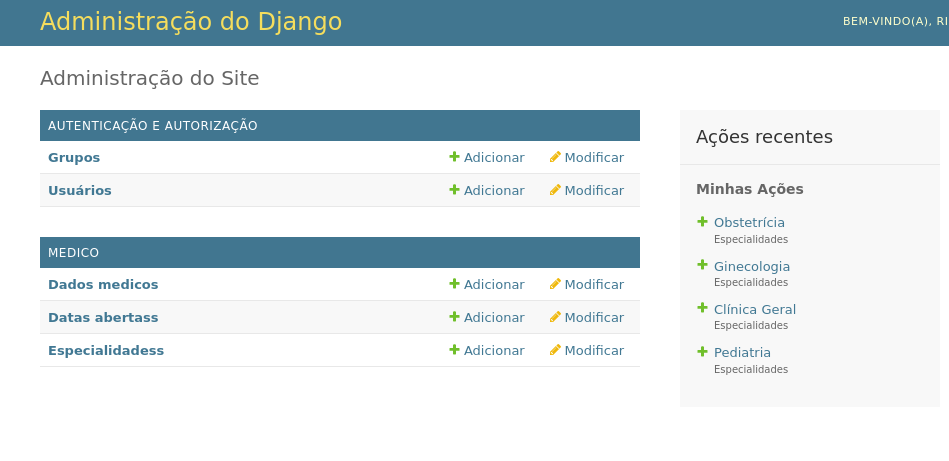 Administração do Django
BEM-VINDO(A), RI
Administração do Site
AUTENTICAÇÃO E AUTORIZAÇÃO
Grupos Adicionar Modificar
Usuários Adicionar Modificar
MEDICO
Dados medicos Adicionar Modificar
Datas abertass Adicionar Modificar
Especialidadess Adicionar Modificar
Ações recentes
Minhas Ações
Obstetrícia
Especialidades
Ginecologia
Especialidades
Clínica Geral
Especialidades
Pediatria
Especialidades